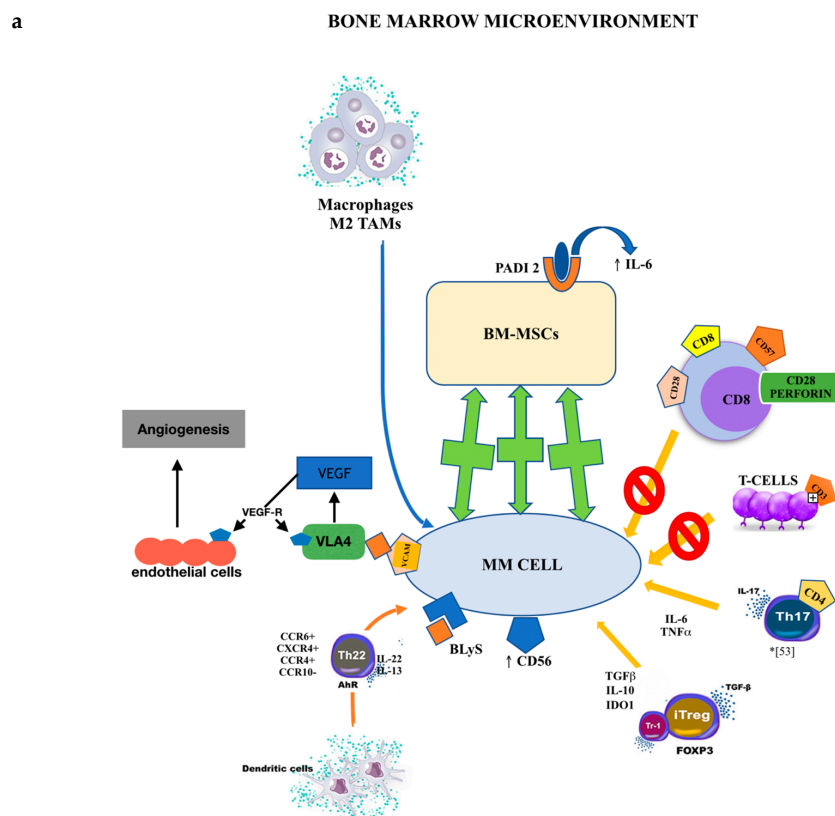 a
BONE MARROW MICROENVIRONMENT
Macrophages
M2 TAMs
PADI 2
↑ IL-6
BM-MSCs
CD8
CD57
CD28
CD8
CD28
PERFORIN
Angiogenesis
VEGF
VEGF-R
VLA4
VCAM
endothelial cells
MM CELL
T-CELLS
CD3
+
IL-17
CD4
Th17
*[53]
IL-6
TNFα
BLyS
↑ CD56
CCR6+
CXCR4+
CCR4+
CCR10-
Th22
AhR
IL-22
IL-13
TGFβ
IL-10
IDO1
TGF-β
iTreg
Tr-1
FOXP3
Dendritic cells